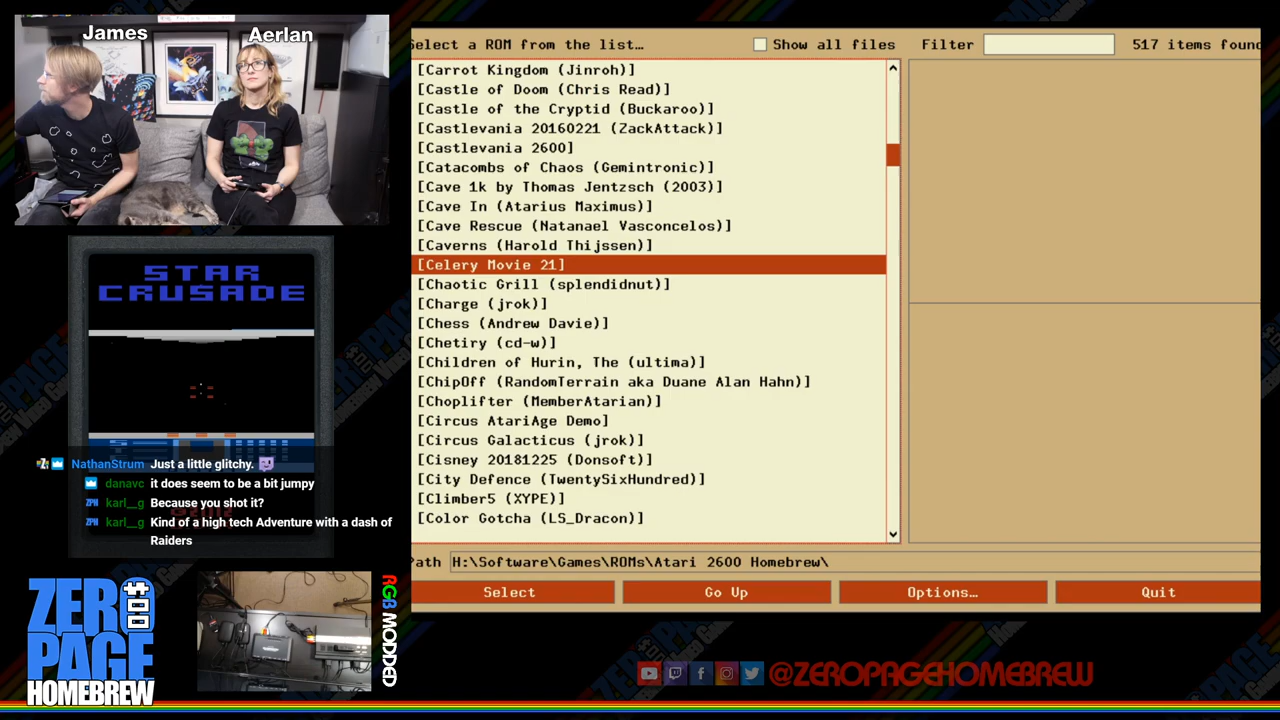 James
Aerlan
STAR
CRUSADE
NathanStrum Just a little glitchy.
danavc it does seem to be a bit jumpy
karl__g Because you shot it?
karl__g Kind of a high tech Adventure with a dash of
Raiders
ZERO
PAGE
HOMEBREW
RGB MODDED
Select a ROM from the list…
Show all files
Filter
517 items found
[Carrot Kingdom (Jinroh)]
[Castle of Doom (Chris Read)]
[Castle of the Cryptid (Buckaroo)]
[Castlevania 20160221 (ZackAttack)]
[Castlevania 2600]
[Catacombs of Chaos (Gemintronic)]
[Cave 1k by Thomas Jentzsch (2003)]
[Cave In (Atarius Maximus)]
[Cave Rescue (Natanael Vasconcelos)]
[Caverns (Harold Thijssen)]
[Celery Movie 21]
[Chaotic Grill (splendidnut)]
[Charge (jrok)]
[Chess (Andrew Davie)]
[Chetiry (cd-w)]
[Children of Hurin, The (ultima)]
[ChipOff (RandomTerrain aka Duane Alan Hahn)]
[Choplifter (MemberAtarian)]
[Circus AtariAge Demo]
[Circus Galacticus (jrok)]
[Cisney 20181225 (Donsoft)]
[City Defence (TwentySixHundred)]
[Climber5 (XYPE)]
[Color Gotcha (LS_Dracon)]
Path H:\Software\Games\ROMs\Atari 2600 Homebrew\
Select
Go Up
Options…
Quit
@ZEROPAGEHOMEBREW